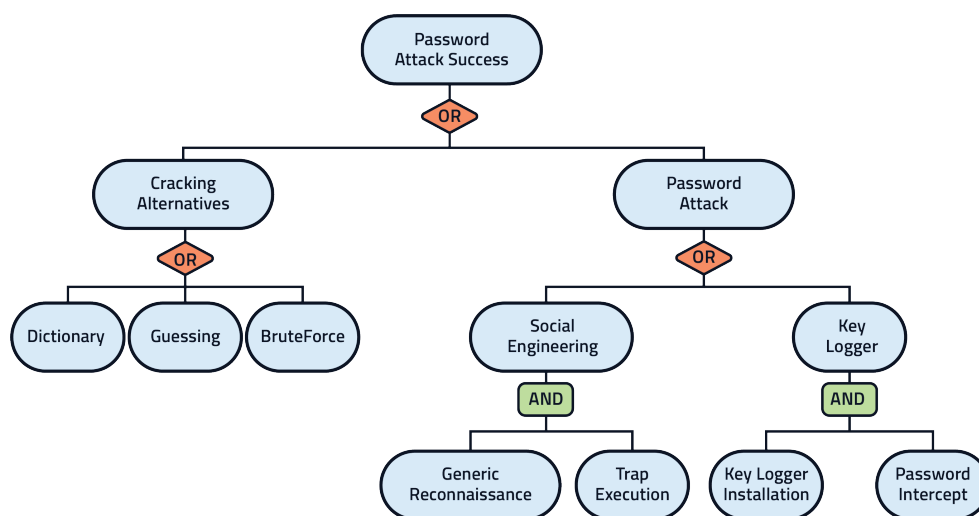 Password
Attack Success
OR
Cracking
Alternatives
Password
Attack
OR
OR
Dictionary
Guessing
BruteForce
Social
Engineering
Key
Logger
AND
AND
Generic
Reconnaissance
Trap
Execution
Key Logger
Installation
Password
Intercept